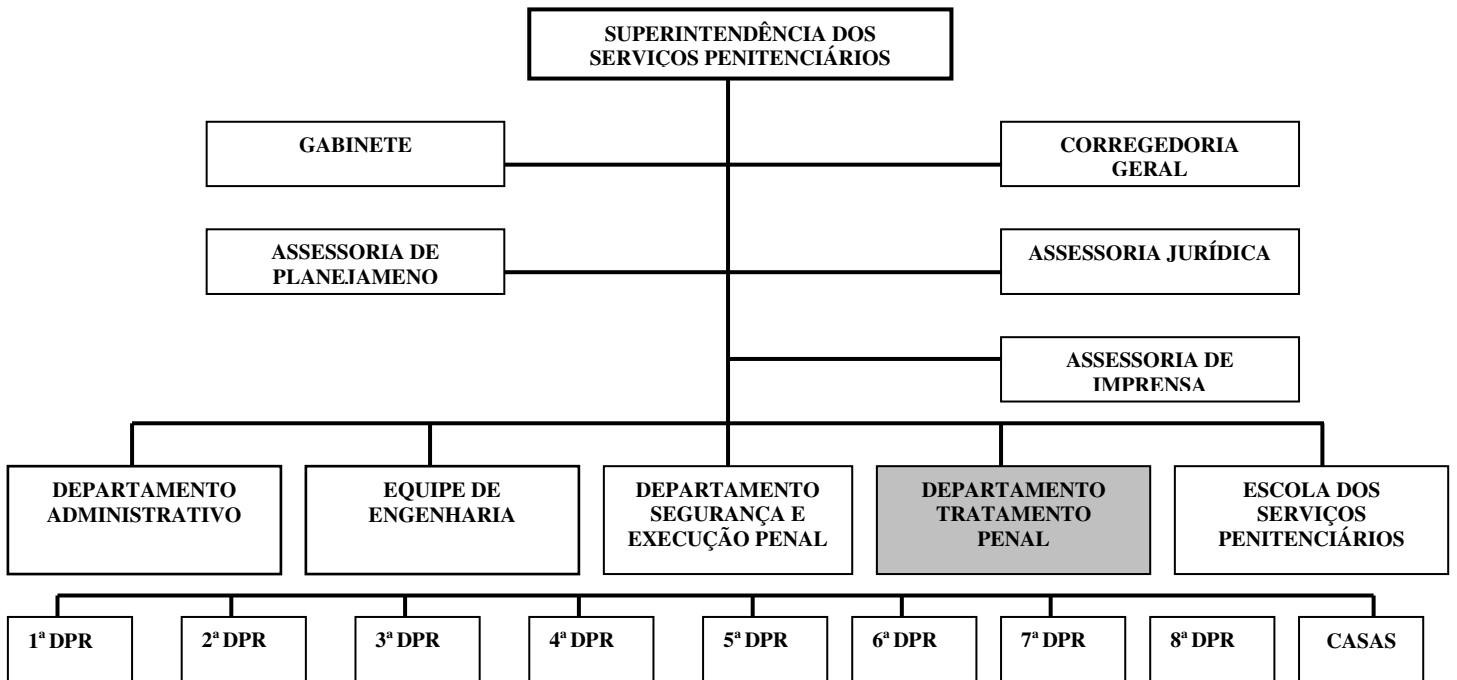 SUPERINTENDÊNCIA DOS
SERVIÇOS PENITENCIÁRIOS
GABINETE
CORREGEDORIA
GERAL
ASSESSORIA DE
PLANEJAMENO
ASSESSORIA JURÍDICA
ASSESSORIA DE
IMPRENSA
DEPARTAMENTO
ADMINISTRATIVO
EQUIPE DE
ENGENHARIA
DEPARTAMENTO
SEGURANÇA E
EXECUÇÃO PENAL
DEPARTAMENTO
TRATAMENTO
PENAL
ESCOLA DOS
SERVIÇOS
PENITENCIÁRIOS
1ª DPR
2ª DPR
3ª DPR
4ª DPR
5ª DPR
6ª DPR
7ª DPR
8ª DPR
CASAS